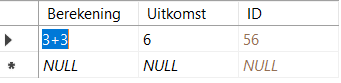 Berekening Uitkomst ID
3+3 6 56
NULL NULL NULL